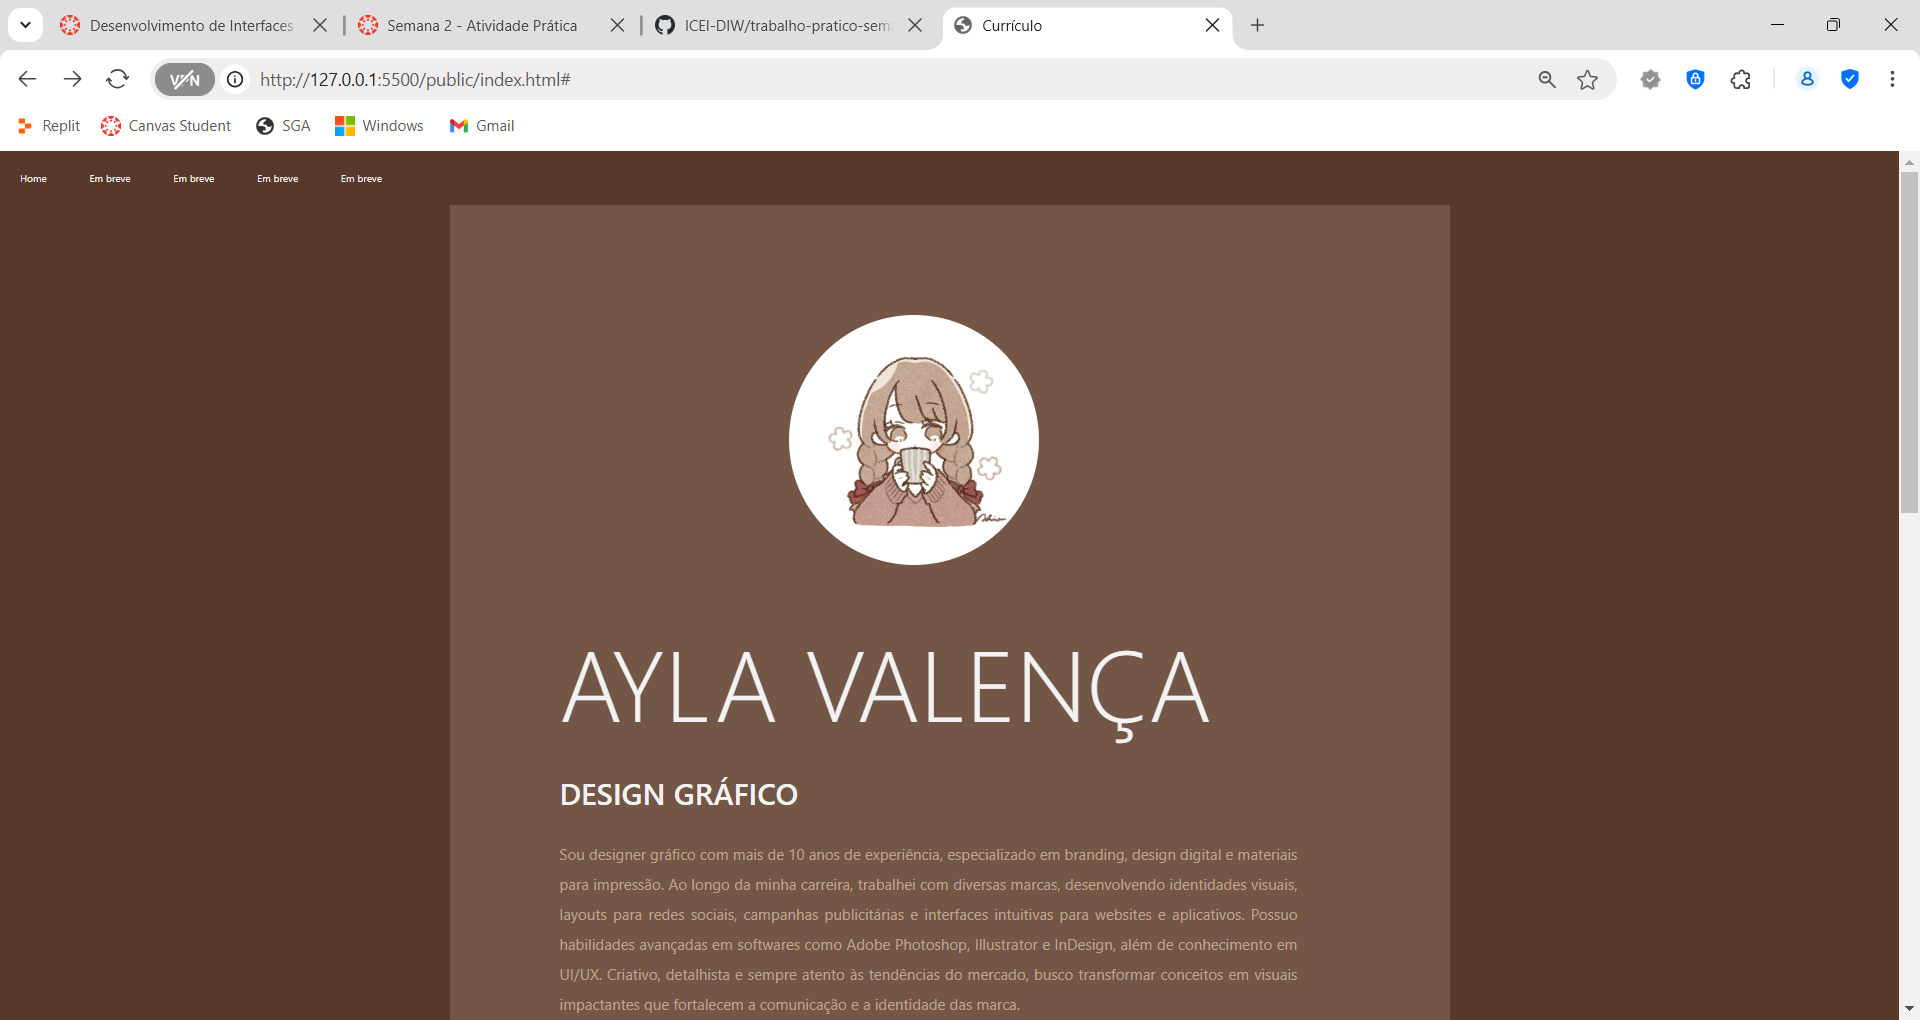 Desenvolvimento de Interfaces
Semana 2 - Atividade Prática
ICEI-DIW/trabalho-pratico-sema
Currículo
VPN
http://127.0.0.1:5500/public/index.html#
Replit
Canvas Student
SGA
Windows
Gmail
Home
Em breve
Em breve
Em breve
Em breve
AYLA VALENÇA
DESIGN GRÁFICO
Sou designer gráfico com mais de 10 anos de experiência, especializado em branding, design digital e materiais
para impressão. Ao longo da minha carreira, trabalhei com diversas marcas, desenvolvendo identidades visuais,
layouts para redes sociais, campanhas publicitárias e interfaces intuitivas para websites e aplicativos. Possuo
habilidades avançadas em softwares como Adobe Photoshop, Illustrator e InDesign, além de conhecimento em
UI/UX. Criativo, detalhista e sempre atento às tendências do mercado, busco transformar conceitos em visuais
impactantes que fortalecem a comunicação e a identidade das marca.